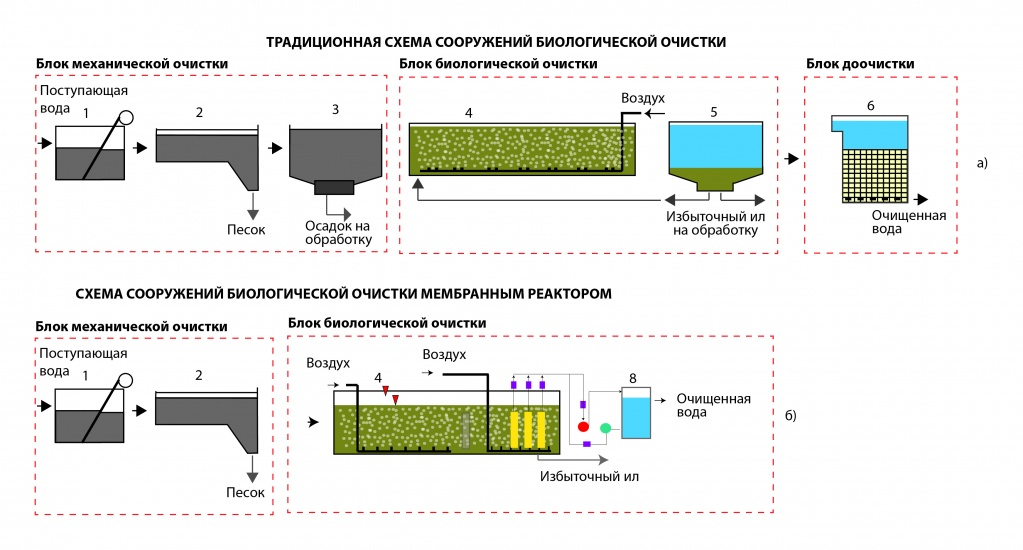 ТРАДИЦИОННАЯ СХЕМА СООРУЖЕНИЙ БИОЛОГИЧЕСКОЙ ОЧИСТКИ
Блок механической очистки
Блок биологической очистки
Блок доочистки
Поступающая
вода
1
2
3
4
Воздух
5
6
а)
Песок
Осадок на
обработку
Избыточный ил
на обработку
Очищенная
вода
СХЕМА СООРУЖЕНИЙ БИОЛОГИЧЕСКОЙ ОЧИСТКИ МЕМБРАННЫМ РЕАКТОРОМ
Блок механической очистки
Блок биологической очистки
Поступающая
вода
1
2
Воздух
4
Воздух
8
Очищенная
вода
б)
Песок
Избыточный ил